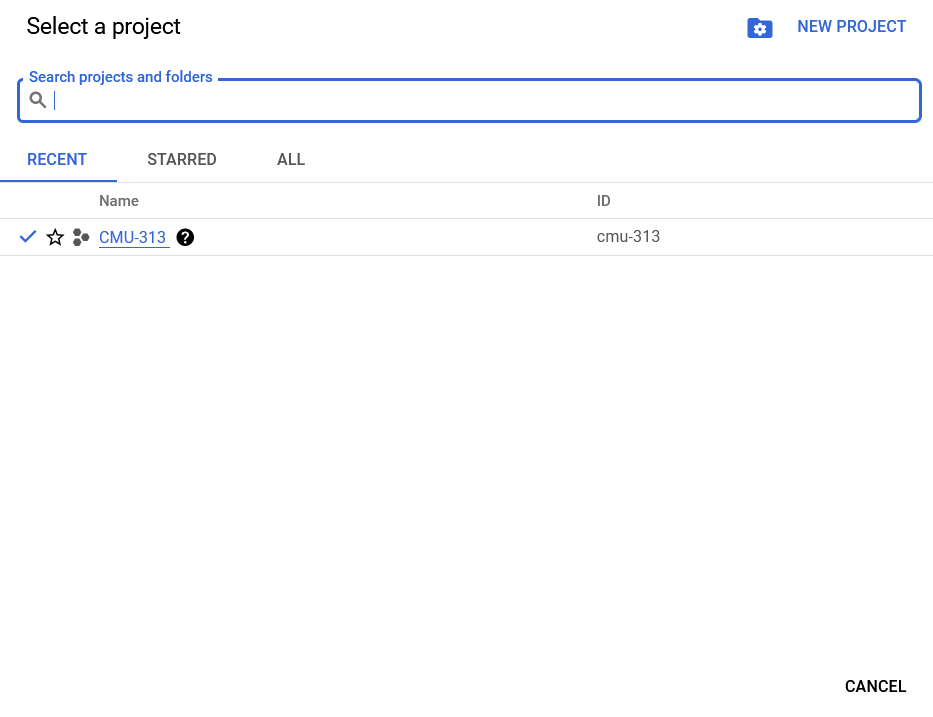 Select a project
NEW PROJECT
Search projects and folders
RECENT STARRED ALL
Name ID
CMU-313 cmu-313
CANCEL